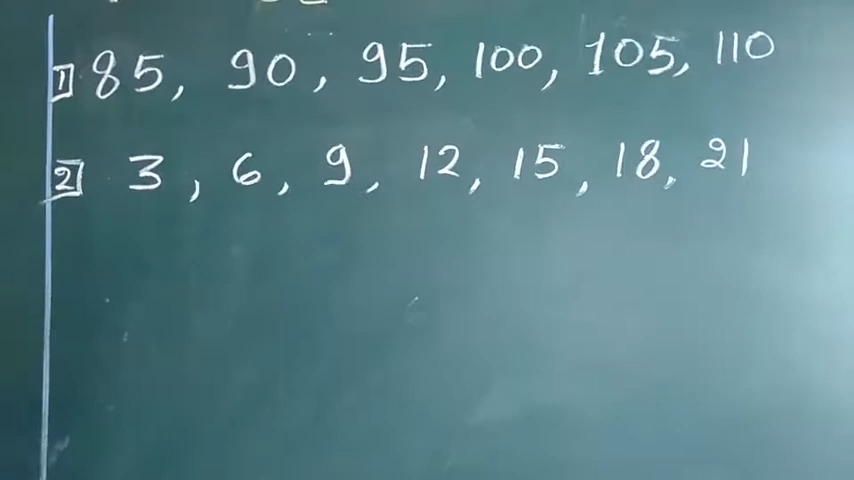 1 85, 90, 95, 100, 105, 110
2 3, 6, 9, 12, 15, 18, 21